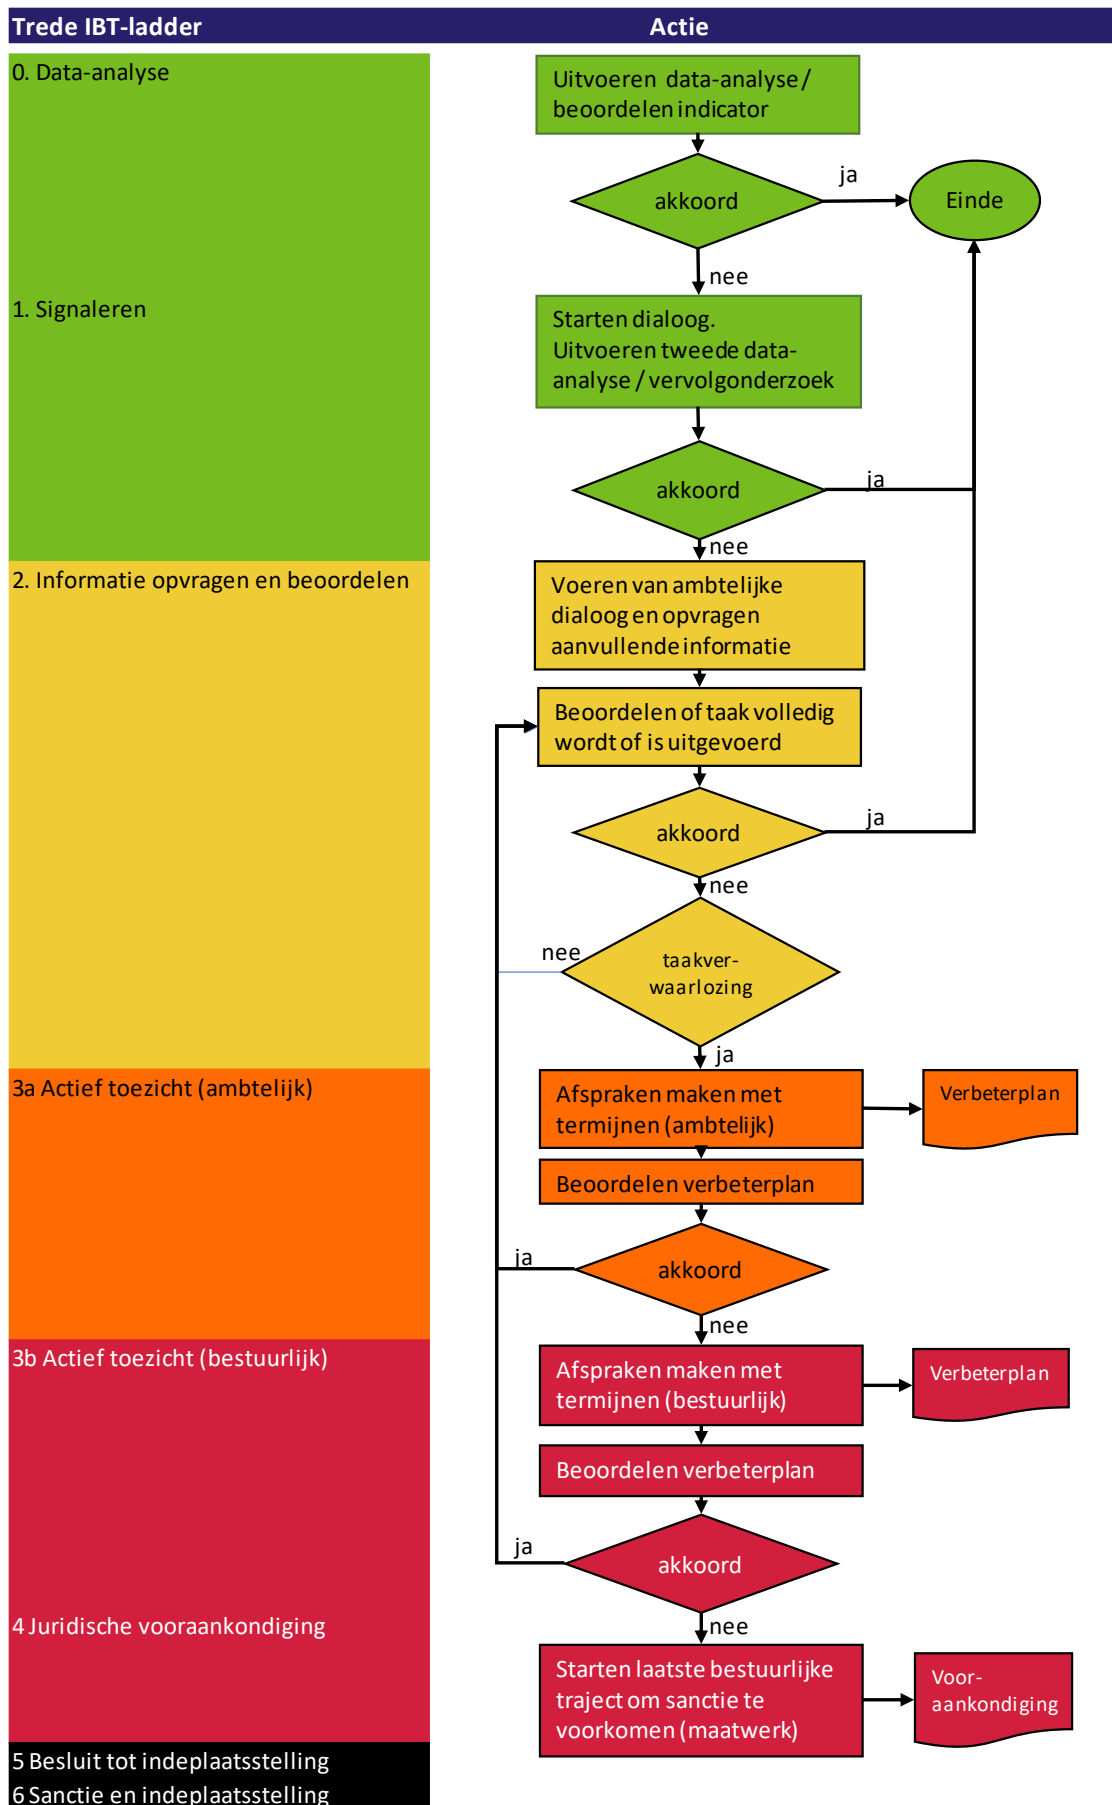 Trede IBT-ladder
Actie
0. Data-analyse
Uitvoeren data-analyse /
beoordelen indicator
ja
akkoord
Einde
nee
1. Signaleren
Starten dialoog.
Uitvoeren tweede data-
analyse / vervolgonderzoek
akkoord
ja
nee
2. Informatie opvragen en beoordelen
Voeren van ambtelijke
dialoog en opvragen
aanvullende informatie
Beoordelen of taak volledig
wordt of is uitgevoerd
ja
akkoord
nee
nee
taakver-
waarlozing
ja
3a Actief toezicht (ambtelijk)
Afspraken maken met
termijnen (ambtelijk)
Verbeterplan
Beoordelen verbeterplan
ja
akkoord
nee
3b Actief toezicht (bestuurlijk)
Afspraken maken met
termijnen (bestuurlijk)
Verbeterplan
Beoordelen verbeterplan
ja
akkoord
nee
4 Juridische vooraankondiging
Starten laatste bestuurlijke
traject om sanctie te
voorkomen (maatwerk)
Voor-
aankondiging
5 Besluit tot indeplaatsstelling
6 Sanctie en indeplaatsstelling